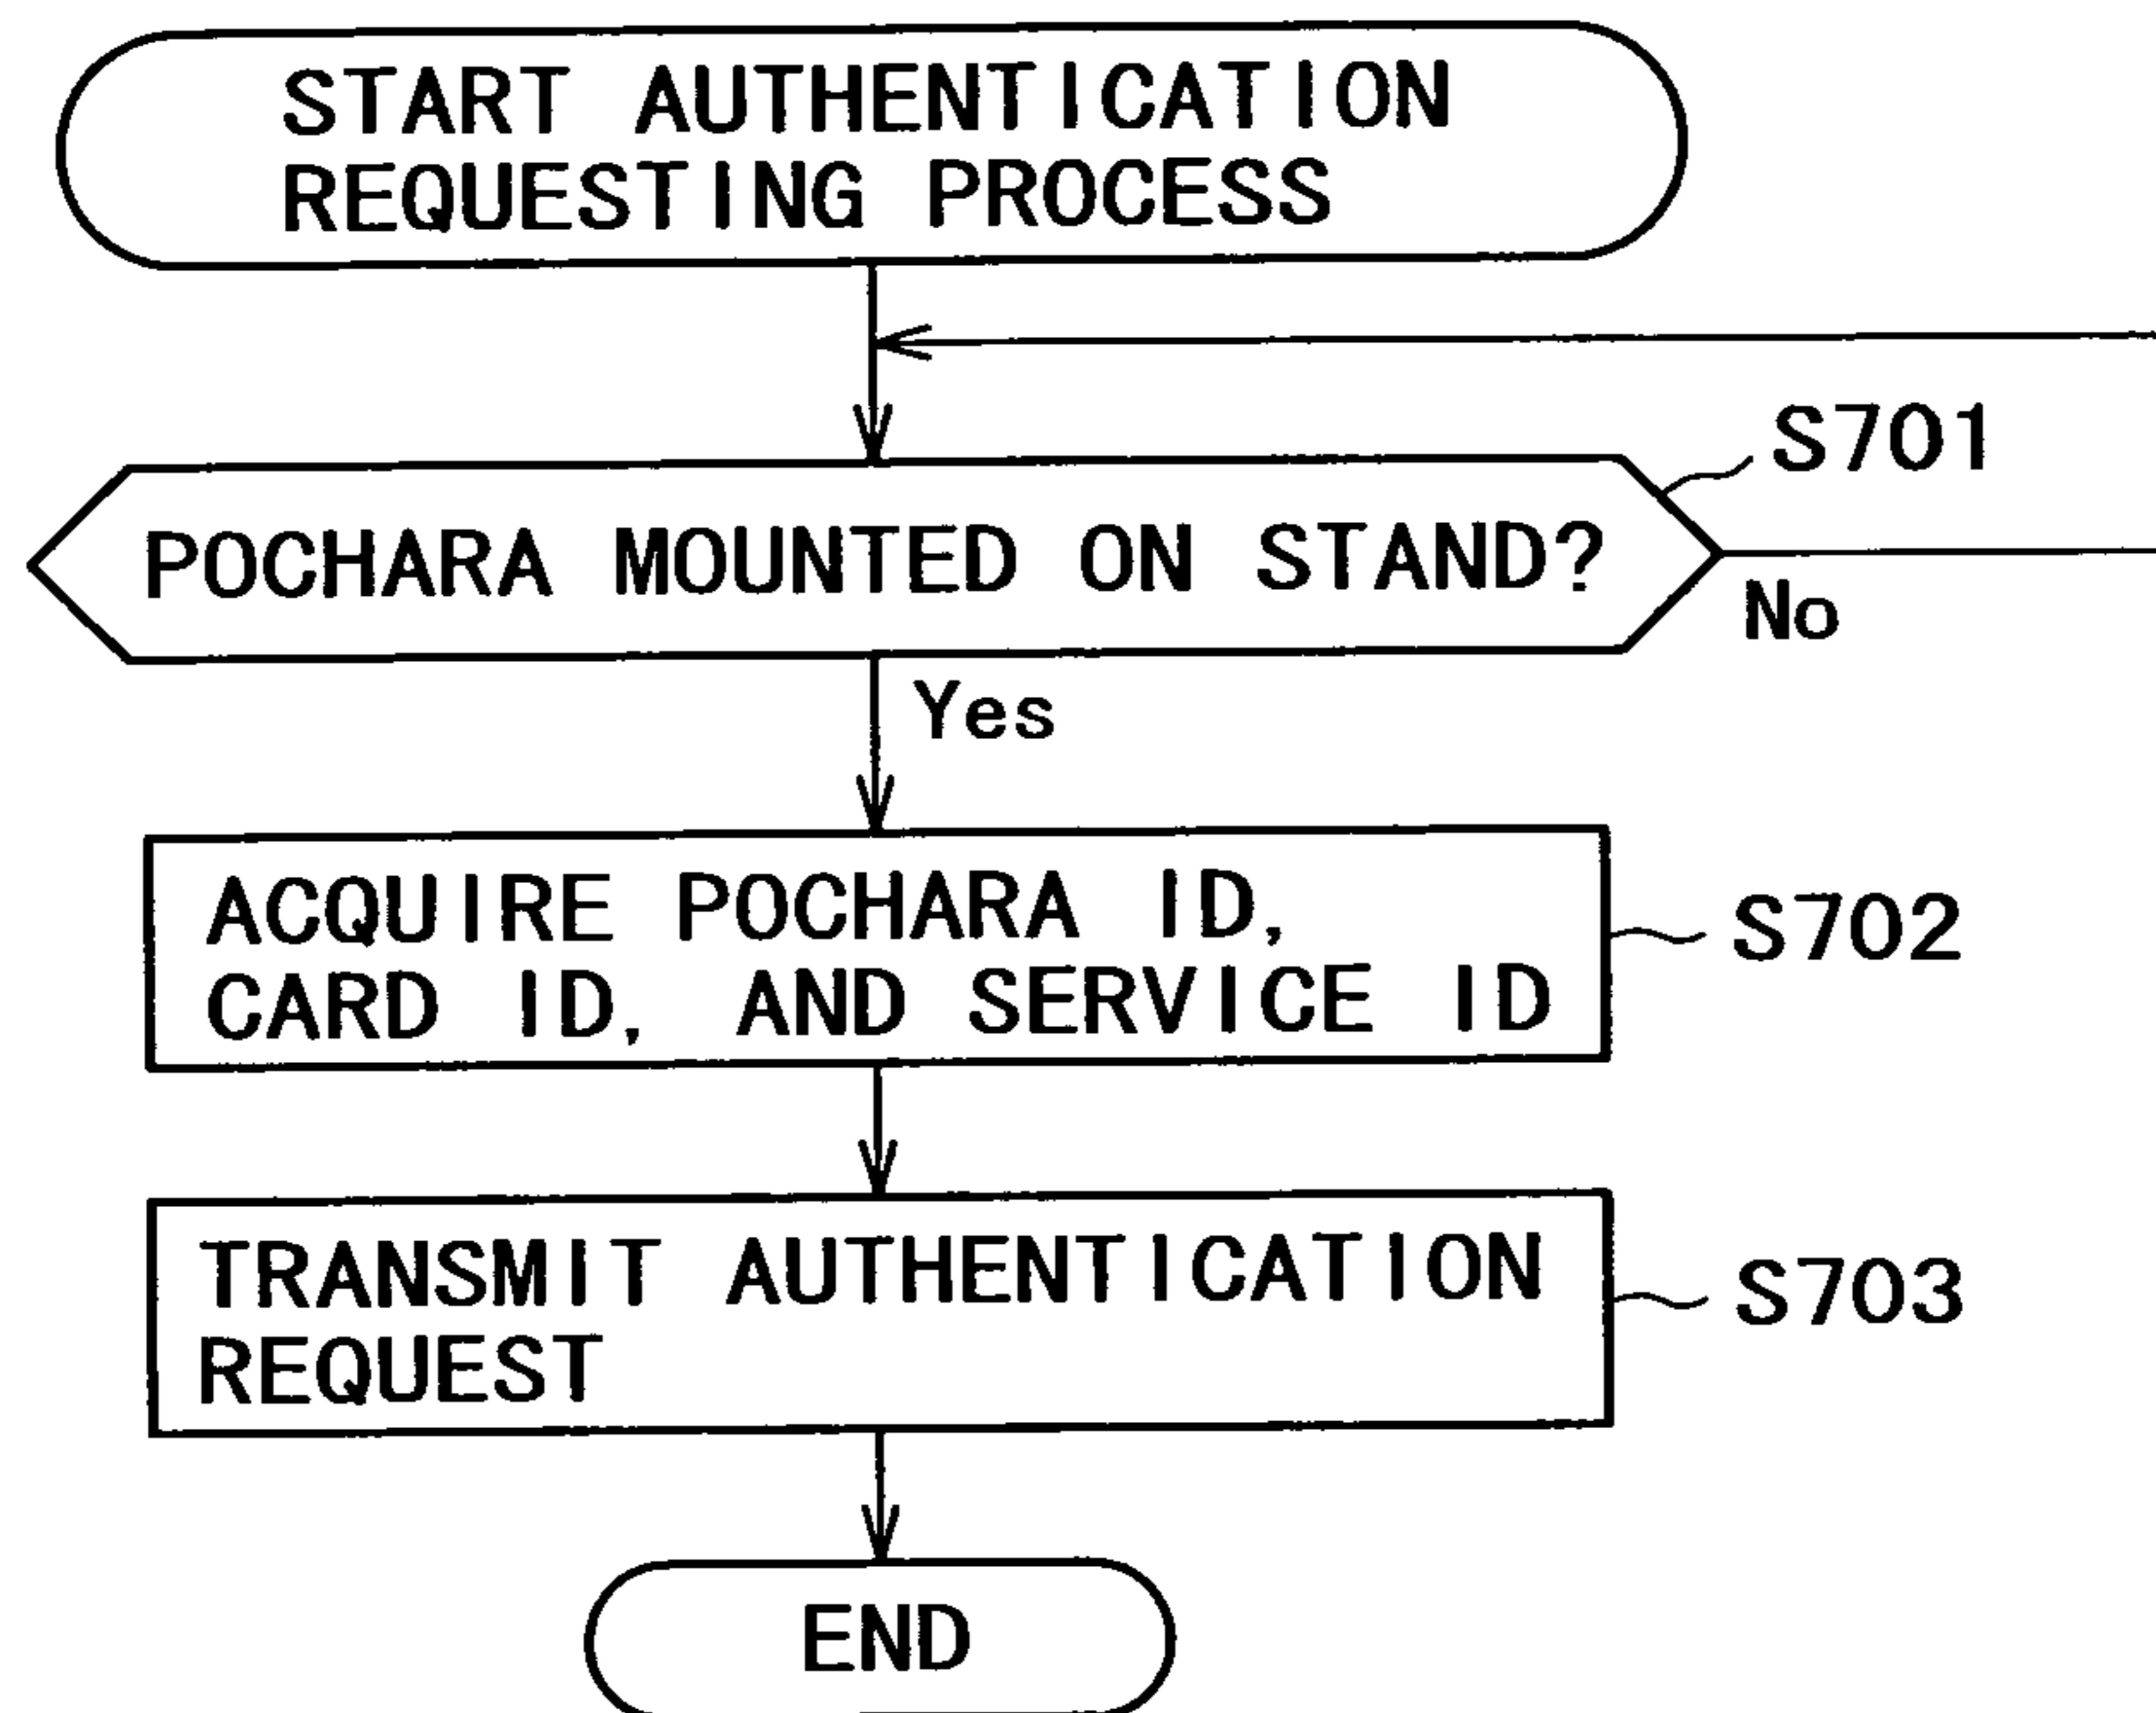 START AUTHENTICATION
REQUESTING PROCESS
S701
POCHARA MOUNTED ON STAND?
No
Yes
ACQUIRE POCHARA ID,
CARD ID, AND SERVICE ID
S702
TRANSMIT AUTHENTICATION
REQUEST
S703
END